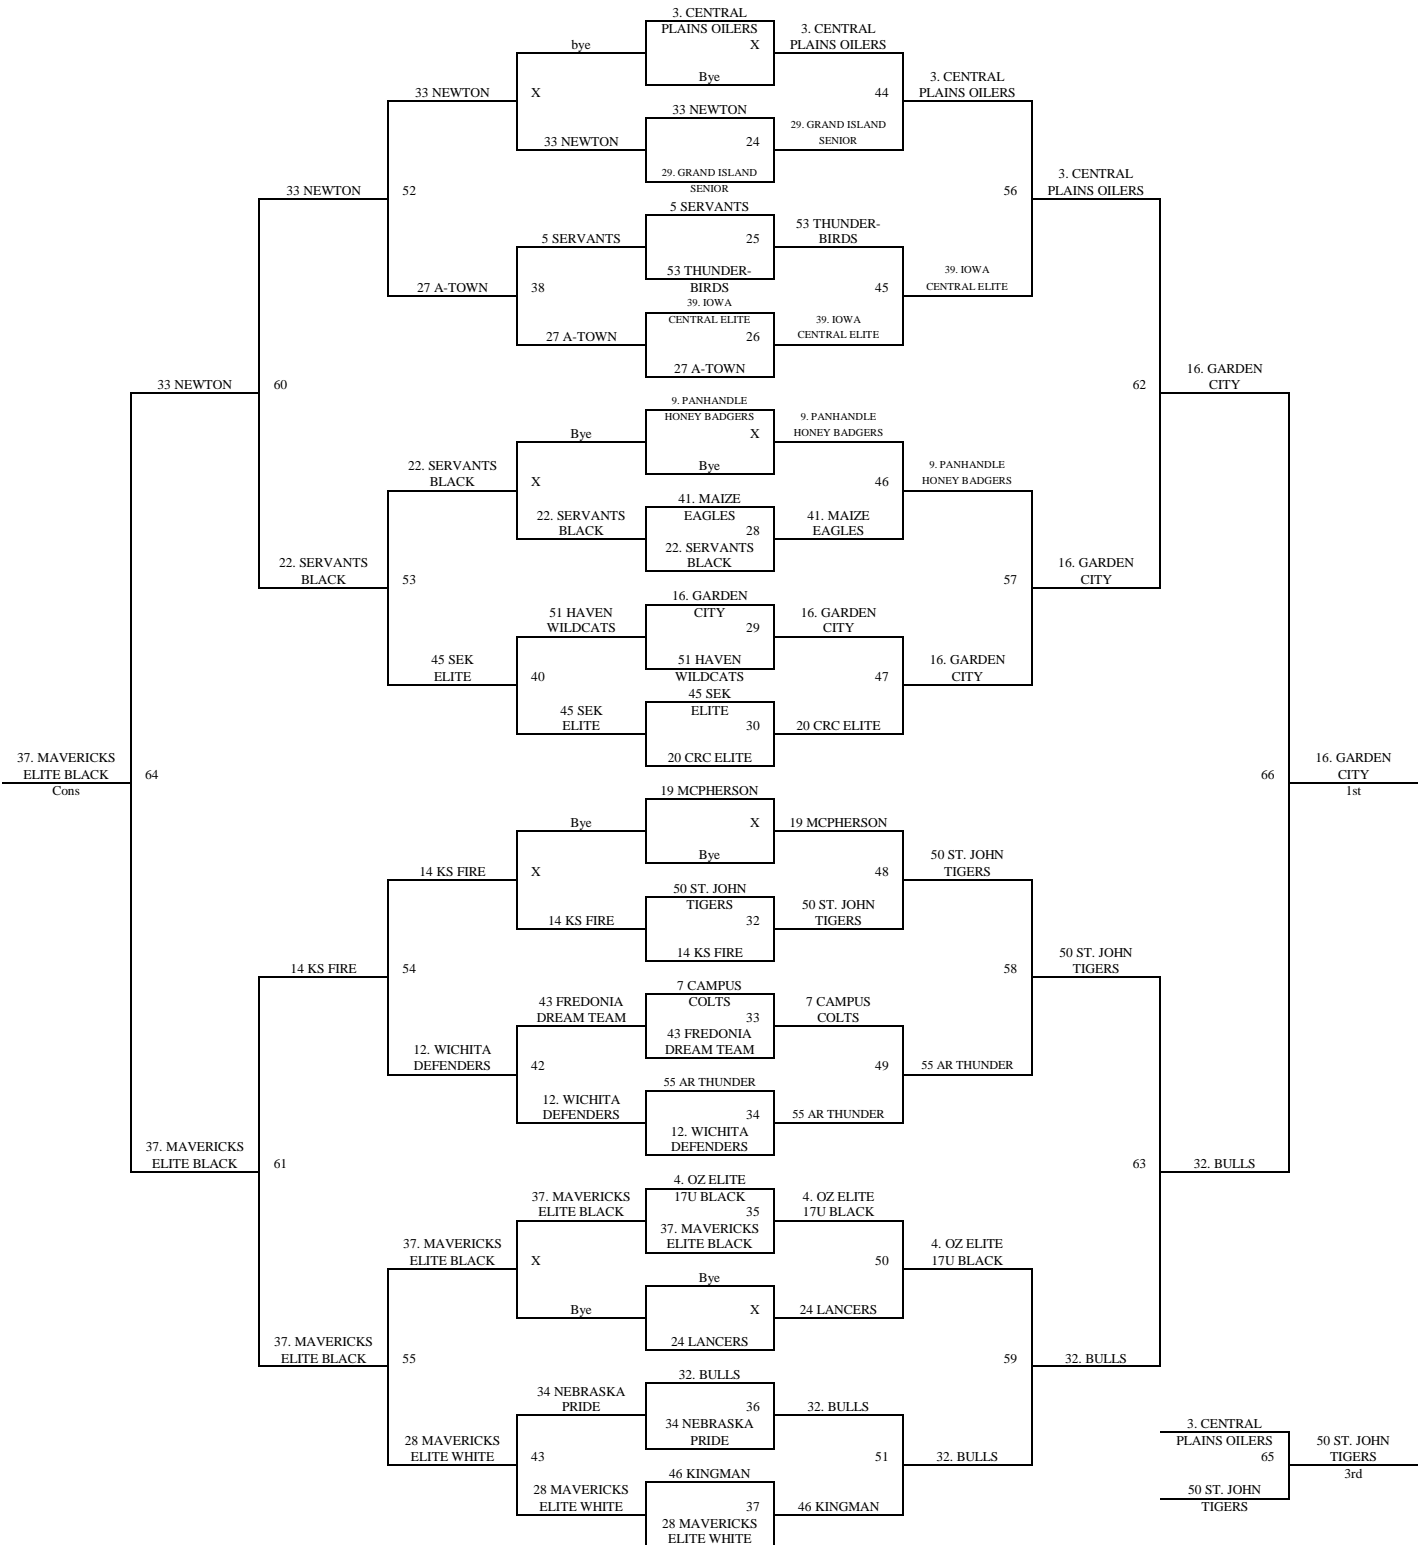 3. CENTRAL
PLAINS OILERS
X
Bye
bye
3. CENTRAL
PLAINS OILERS
33 NEWTON
X
44
3. CENTRAL
PLAINS OILERS
33 NEWTON
33 NEWTON
24
29. GRAND ISLAND
SENIOR
29. GRAND ISLAND
SENIOR
33 NEWTON
52
56
3. CENTRAL
PLAINS OILERS
5 SERVANTS
5 SERVANTS
25
53 THUNDER-
BIRDS
53 THUNDER-
BIRDS
27 A-TOWN
38
45
39. IOWA
CENTRAL ELITE
39. IOWA
CENTRAL ELITE
27 A-TOWN
26
39. IOWA
CENTRAL ELITE
27 A-TOWN
33 NEWTON
60
62
16. GARDEN
CITY
9. PANHANDLE
HONEY BADGERS
Bye
X
9. PANHANDLE
HONEY BADGERS
Bye
22. SERVANTS
BLACK
X
46
9. PANHANDLE
HONEY BADGERS
41. MAIZE
EAGLES
22. SERVANTS
BLACK
28
41. MAIZE
EAGLES
22. SERVANTS
BLACK
22. SERVANTS
BLACK
53
57
16. GARDEN
CITY
16. GARDEN
CITY
51 HAVEN
WILDCATS
29
16. GARDEN
CITY
51 HAVEN
WILDCATS
45 SEK
ELITE
40
47
16. GARDEN
CITY
45 SEK
ELITE
45 SEK
ELITE
30
20 CRC ELITE
20 CRC ELITE
37. MAVERICKS
ELITE BLACK
Cons
64
66
16. GARDEN
CITY
1st
19 MCPHERSON
Bye
X
19 MCPHERSON
Bye
14 KS FIRE
X
48
50 ST. JOHN
TIGERS
50 ST. JOHN
TIGERS
14 KS FIRE
32
50 ST. JOHN
TIGERS
14 KS FIRE
14 KS FIRE
54
58
50 ST. JOHN
TIGERS
7 CAMPUS
COLTS
43 FREDONIA
DREAM TEAM
33
7 CAMPUS
COLTS
43 FREDONIA
DREAM TEAM
12. WICHITA
DEFENDERS
42
49
55 AR THUNDER
55 AR THUNDER
12. WICHITA
DEFENDERS
34
55 AR THUNDER
12. WICHITA
DEFENDERS
37. MAVERICKS
ELITE BLACK
61
63
32. BULLS
4. OZ ELITE
17U BLACK
37. MAVERICKS
ELITE BLACK
35
4. OZ ELITE
17U BLACK
37. MAVERICKS
ELITE BLACK
37. MAVERICKS
ELITE BLACK
X
50
4. OZ ELITE
17U BLACK
Bye
Bye
X
24 LANCERS
24 LANCERS
37. MAVERICKS
ELITE BLACK
55
59
32. BULLS
32. BULLS
34 NEBRASKA
PRIDE
36
32. BULLS
34 NEBRASKA
PRIDE
28 MAVERICKS
ELITE WHITE
43
51
32. BULLS
46 KINGMAN
28 MAVERICKS
ELITE WHITE
37
46 KINGMAN
28 MAVERICKS
ELITE WHITE
3. CENTRAL
PLAINS OILERS
65
50 ST. JOHN
TIGERS
50 ST. JOHN
TIGERS
3rd